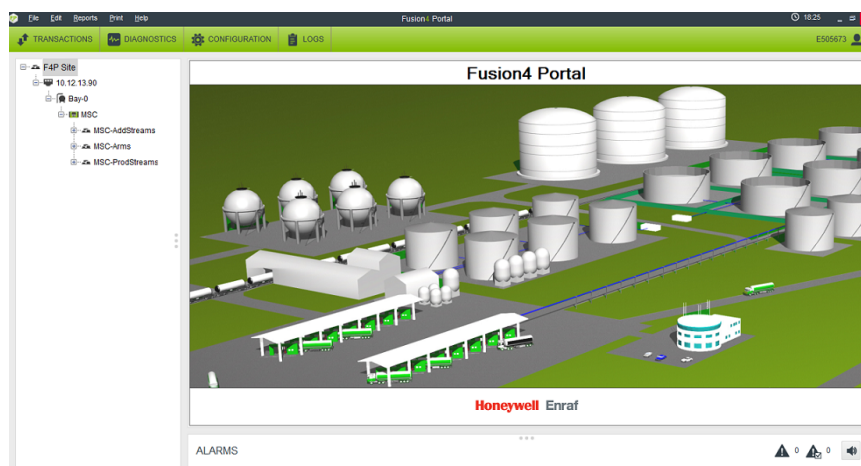 File Edit Reports Print Help Fusion4 Portal 18:25
TRANSACTIONS DIAGNOSTICS CONFIGURATION LOGS E505673
F4P Site
10.12.13.90
Bay-0
MSC
MSC-AddStreams
MSC-Arms
MSC-ProdStreams
Fusion4 Portal
Honeywell Enraf
ALARMS 0 0